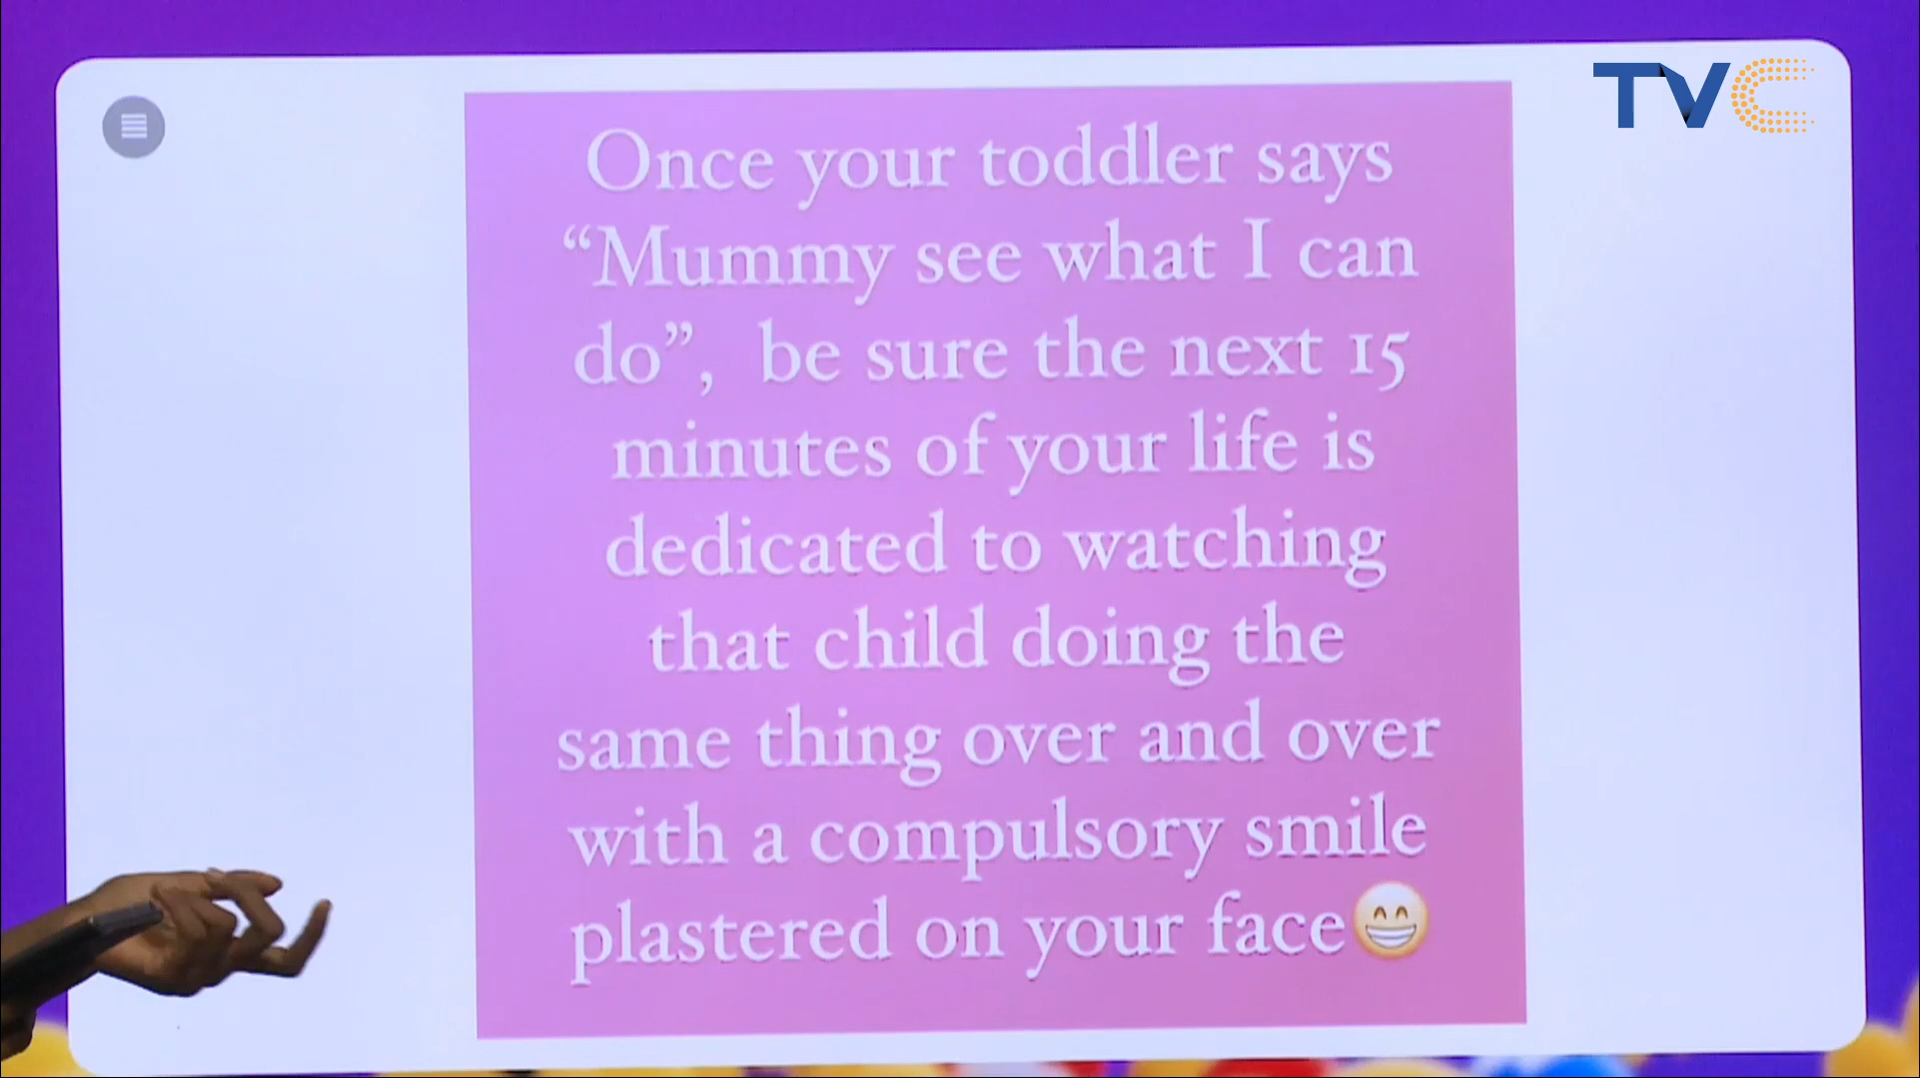 TVC
Once your toddler says
“Mummy see what I can
do”, be sure the next 15
minutes of your life is
dedicated to watching
that child doing the
same thing over and over
with a compulsory smile
plastered on your face😁